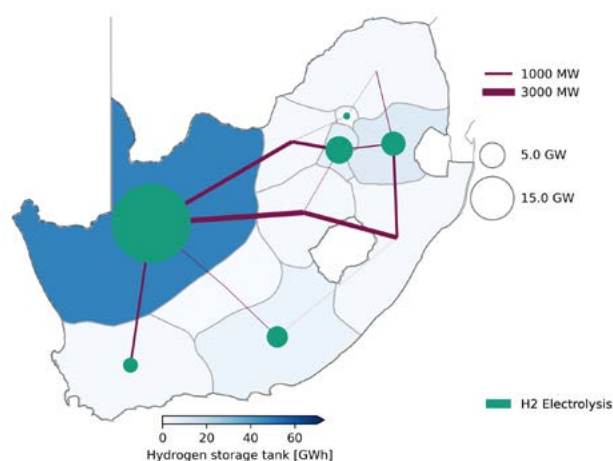 1000 MW
3000 MW
5.0 GW
15.0 GW
H2 Electrolysis
0 20 40 60
Hydrogen storage tank [GWh]